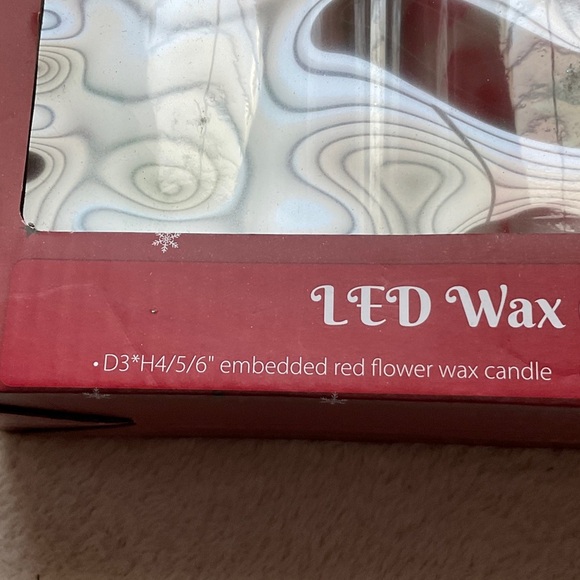 LED Wax
• D3*H4/5/6" embedded red flower wax candle